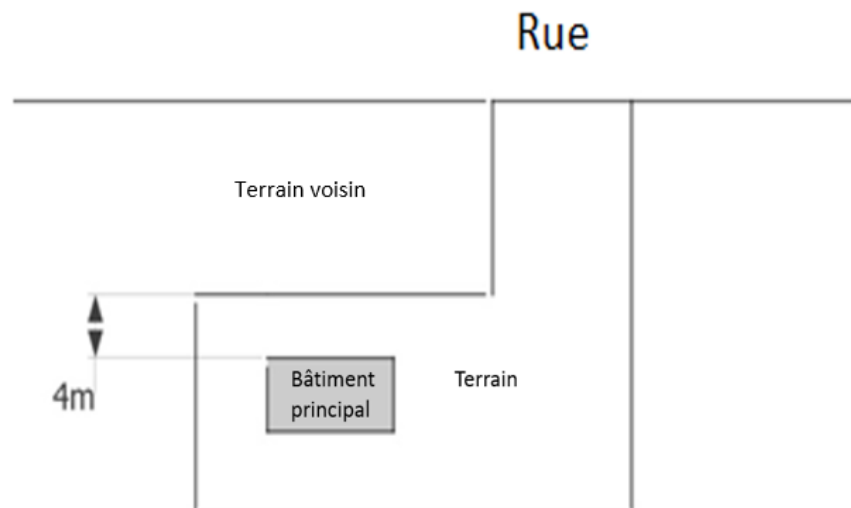 Rue
Terrain voisin
4m
Bâtiment
principal
Terrain